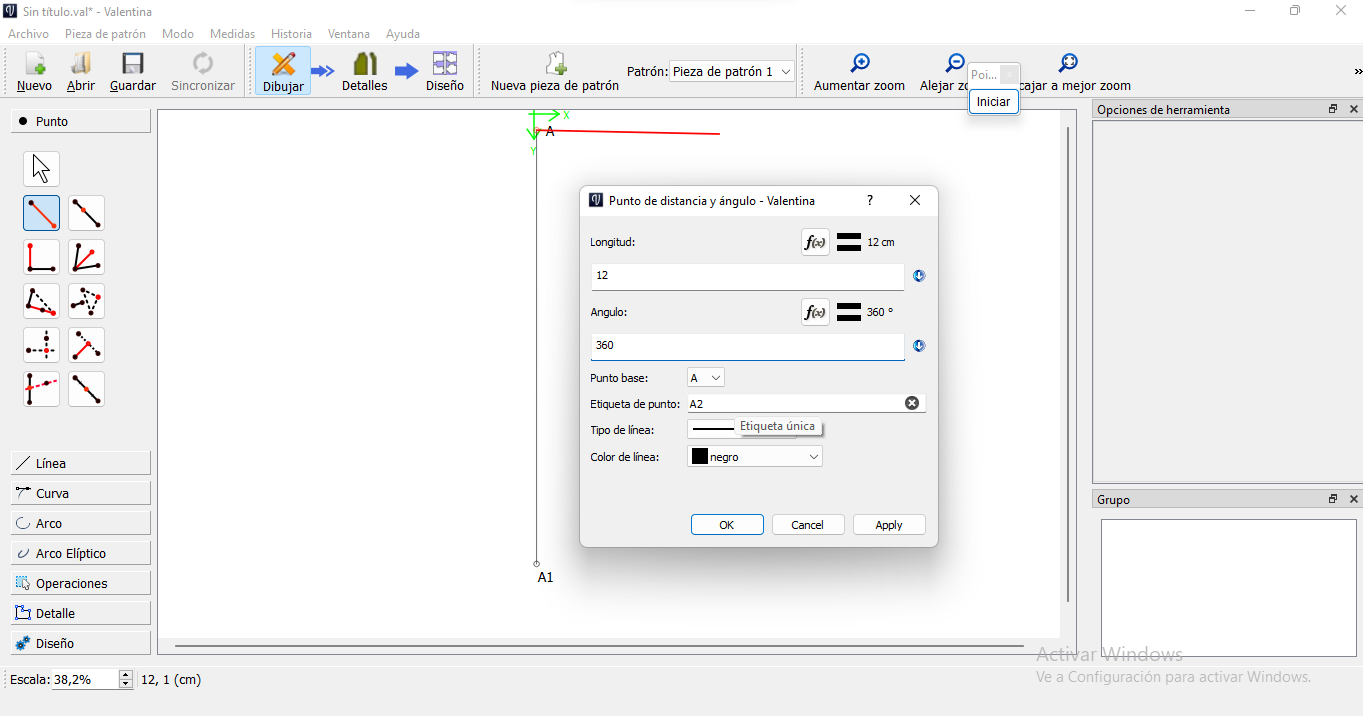 Sin título.val* - Valentina
Archivo Pieza de patrón Modo Medidas Historia Ventana Ayuda
Nuevo Abrir Guardar Sincronizar Dibujar Detalles Diseño Nueva pieza de patrón Patrón: Pieza de patrón 1 Aumentar zoom Alejar zo cajar a mejor zoom »
Poi...
Iniciar
Punto
Línea
Curva
Arco
Arco Elíptico
Operaciones
Detalle
Diseño
X
A
Y
A1
Punto de distancia y ángulo - Valentina ?
Longitud: f(x) 12 cm
12
Angulo: f(x) 360 °
360
Punto base: A
Etiqueta de punto: A2
Tipo de línea: Etiqueta única
Color de línea: negro
OK Cancel Apply
Opciones de herramienta
Grupo
Activar Windows
Ve a Configuración para activar Windows.
Escala: 38,2% 12, 1 (cm)